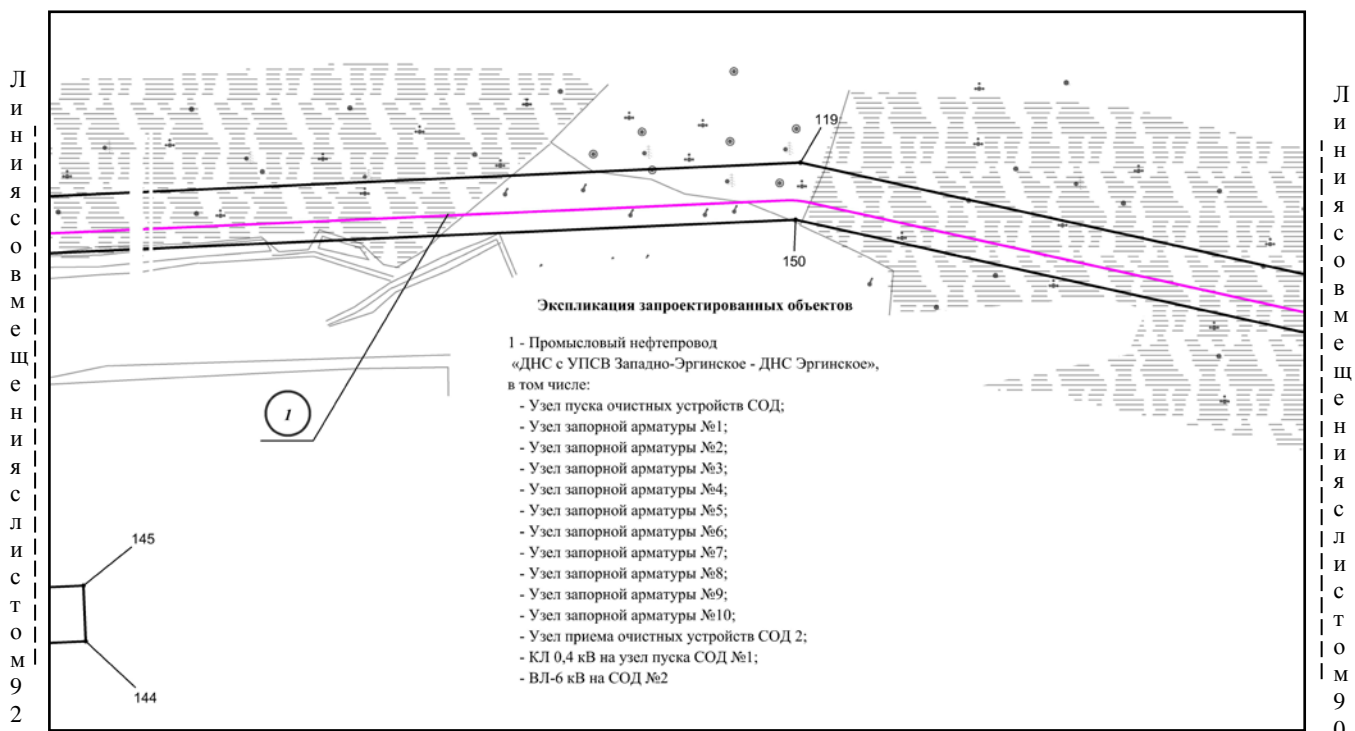 Линия совмещения с листом 92
119
150
Экспликация запроектированных объектов
1 - Промысловый нефтепровод
«ДНС с УПСВ Западно-Эргинское - ДНС Эргинское»,
в том числе:
- Узел пуска очистных устройств СОД;
- Узел запорной арматуры №1;
- Узел запорной арматуры №2;
- Узел запорной арматуры №3;
- Узел запорной арматуры №4;
- Узел запорной арматуры №5;
- Узел запорной арматуры №6;
- Узел запорной арматуры №7;
- Узел запорной арматуры №8;
- Узел запорной арматуры №9;
- Узел запорной арматуры №10;
- Узел приема очистных устройств СОД 2;
- КЛ 0,4 кВ на узел пуска СОД №1;
- ВЛ-6 кВ на СОД №2
1
145
144
Линия совмещения с листом 90